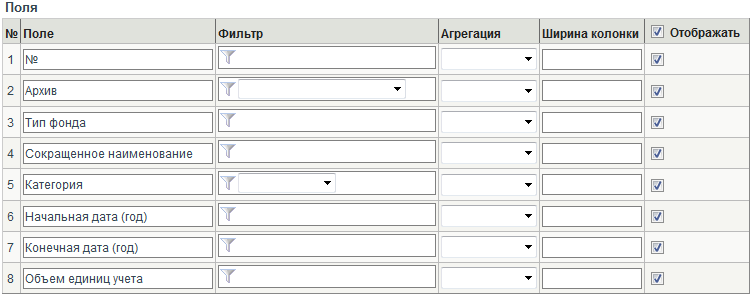 Поля
№ Поле Фильтр Агрегация Ширина колонки Отображать
1 №
2 Архив
3 Тип фонда
4 Сокращенное наименование
5 Категория
6 Начальная дата (год)
7 Конечная дата (год)
8 Объем единиц учета